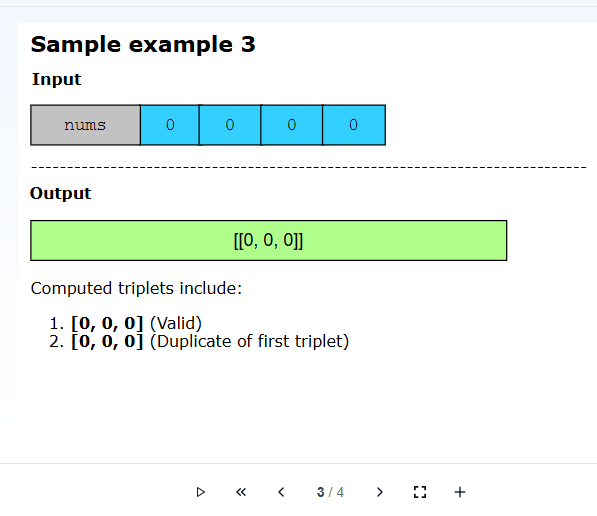 Sample example 3
Input
nums 0 0 0 0
Output
[[0, 0, 0]]
Computed triplets include:
1. [0, 0, 0] (Valid)
2. [0, 0, 0] (Duplicate of first triplet)
3 / 4